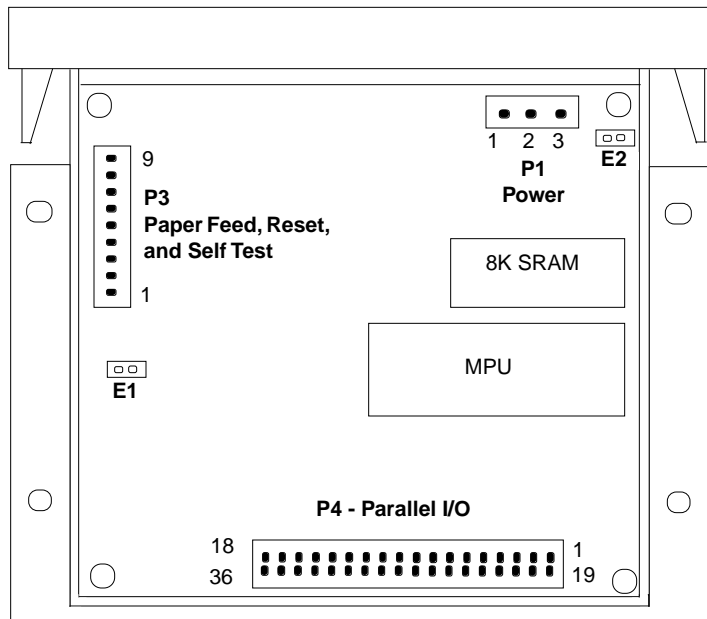 1 2 3
P1
Power
E2
9
P3
Paper Feed, Reset,
and Self Test
1
8K SRAM
MPU
E1
P4 - Parallel I/O
18 1
36 19